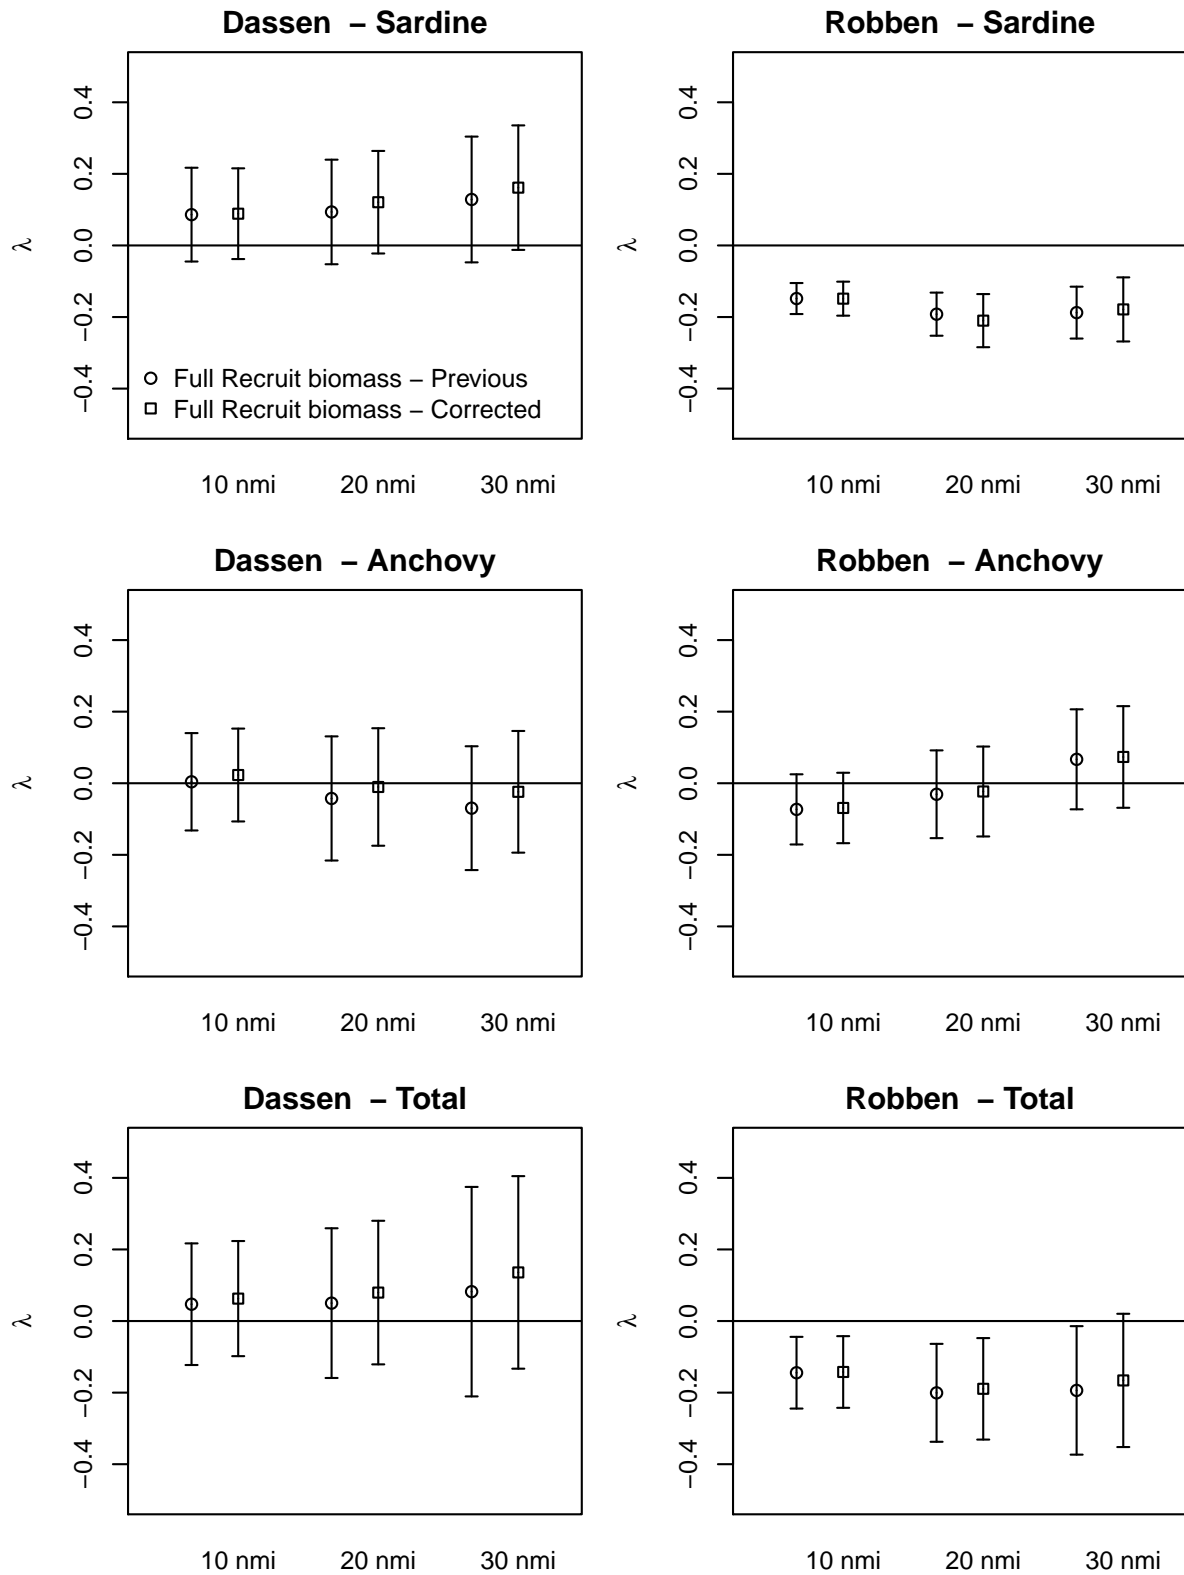 Dassen – Sardine
λ
0.4
0.2
0.0
−0.2
−0.4
Full Recruit biomass – Previous
Full Recruit biomass – Corrected
10 nmi 20 nmi 30 nmi
Robben – Sardine
λ
0.4
0.2
0.0
−0.2
−0.4
10 nmi 20 nmi 30 nmi
Dassen – Anchovy
λ
0.4
0.2
0.0
−0.2
−0.4
10 nmi 20 nmi 30 nmi
Robben – Anchovy
λ
0.4
0.2
0.0
−0.2
−0.4
10 nmi 20 nmi 30 nmi
Dassen – Total
λ
0.4
0.2
0.0
−0.2
−0.4
10 nmi 20 nmi 30 nmi
Robben – Total
λ
0.4
0.2
0.0
−0.2
−0.4
10 nmi 20 nmi 30 nmi